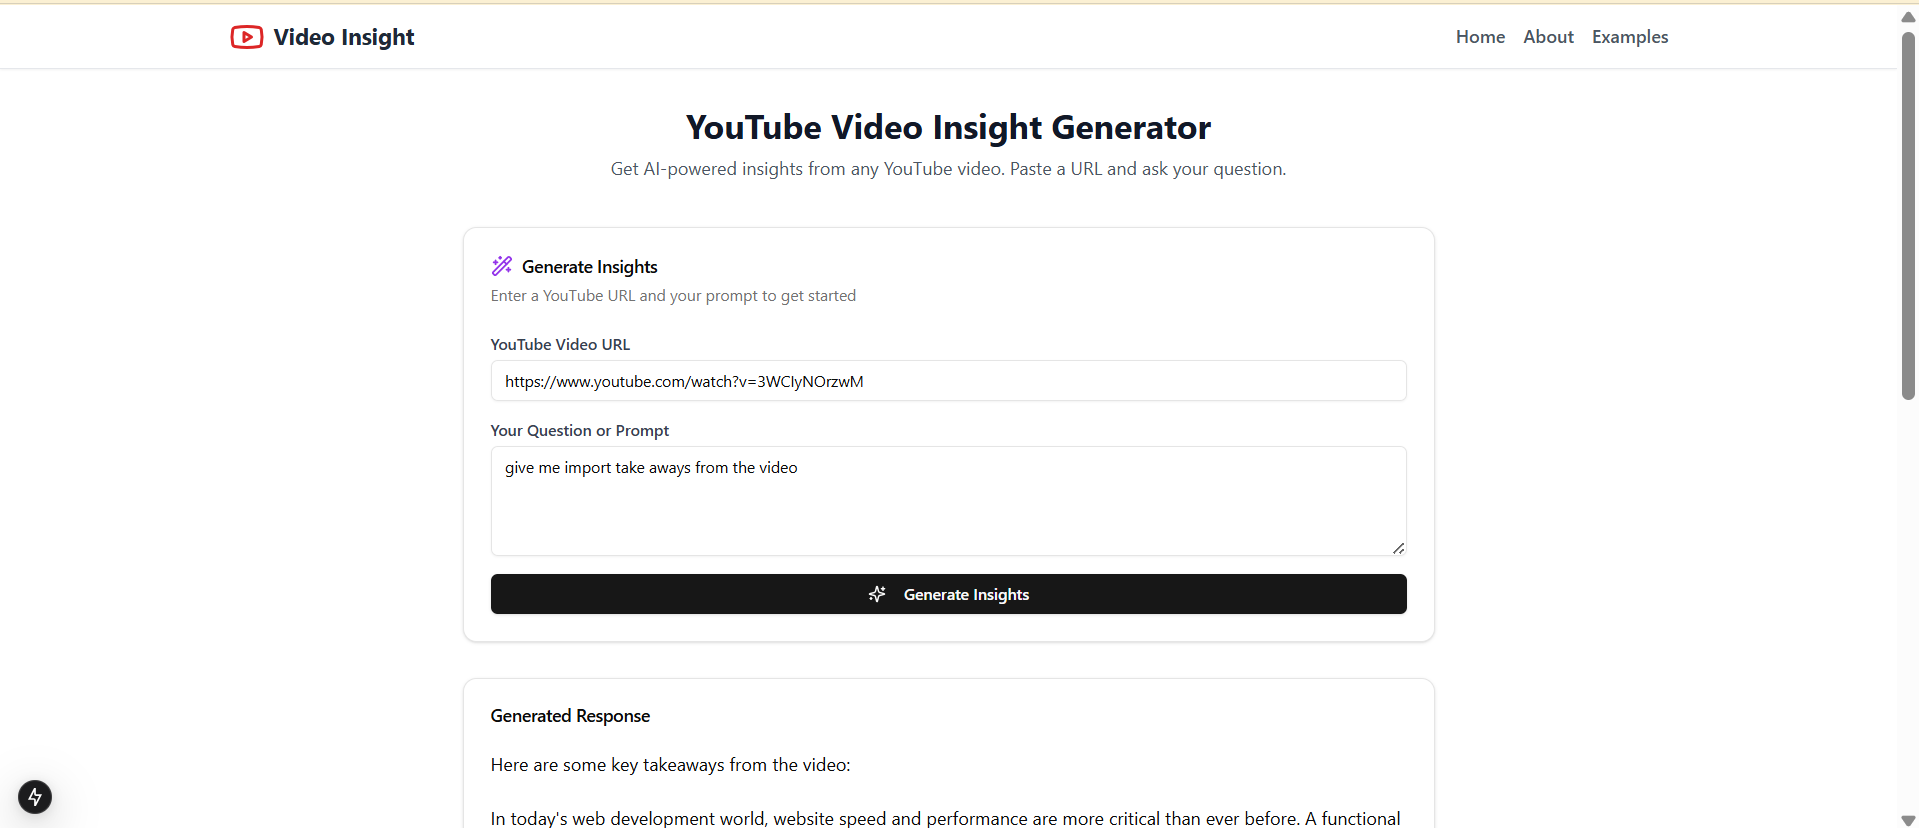 Video Insight
Home About Examples
YouTube Video Insight Generator
Get AI-powered insights from any YouTube video. Paste a URL and ask your question.
Generate Insights
Enter a YouTube URL and your prompt to get started
YouTube Video URL
https://www.youtube.com/watch?v=3WCIyNOrzwM
Your Question or Prompt
give me import take aways from the video
Generate Insights
Generated Response
Here are some key takeaways from the video:
In today's web development world, website speed and performance are more critical than ever before. A functional